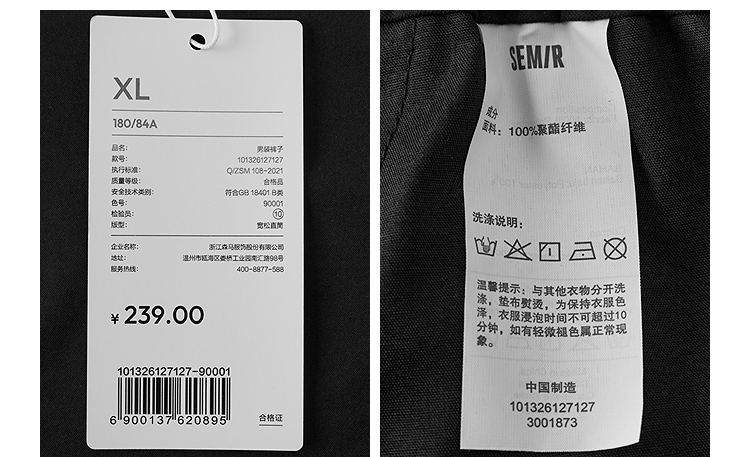 XL
180/84A
品名: 男装裤子
款号: 101326127127
执行标准: Q/ZSM 108-2021
质量等级: 合格品
安全技术类别: 符合GB 18401 B类
色号: 90001
检验员: 10
版型: 宽松直筒
企业名称: 浙江森马服饰股份有限公司
地址: 温州市瓯海区娄桥工业园南汇路98号
服务热线: 400-8877-588
¥ 239.00
101326127127-90001
6 900137 620895
合格证
SEMIR
成分
面料: 100%聚酯纤维
洗涤说明:
温馨提示: 与其他衣物分开洗
涤, 垫布熨烫, 为保持衣服色
泽, 衣服浸泡时间不可超过10
分钟, 如有轻微褪色属正常现
象。
中国制造
101326127127
3001873